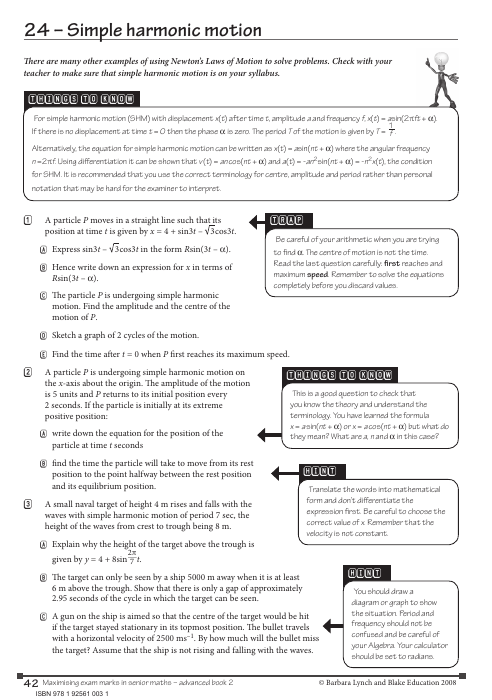 24 – Simple harmonic motion
There are many other examples of using Newton's Laws of Motion to solve problems. Check with your
teacher to make sure that simple harmonic motion is on your syllabus.
THINGS TO KNOW
For simple harmonic motion (SHM) with displacement x(t) after time t, amplitude a and frequency f, x(t) = asin(2πft + α).
If there is no displacement at time t = 0 then the phase α is zero. The period T of the motion is given by T = 1/f.
Alternatively, the equation for simple harmonic motion can be written as x(t) = asin(nt + α) where the angular frequency
n = 2πf. Using differentiation it can be shown that v(t) = ancos(nt + α) and a(t) = -an²sin(nt + α) = -n²x(t), the condition
for SHM. It is recommended that you use the correct terminology for centre, amplitude and period rather than personal
notation that may be hard for the examiner to interpret.
1 A particle P moves in a straight line such that its
position at time t is given by x = 4 + sin3t – √3cos3t.
A Express sin3t – √3cos3t in the form Rsin(3t – α).
B Hence write down an expression for x in terms of
Rsin(3t – α).
C The particle P is undergoing simple harmonic
motion. Find the amplitude and the centre of the
motion of P.
D Sketch a graph of 2 cycles of the motion.
E Find the time after t = 0 when P first reaches its maximum speed.
TRAP
Be careful of your arithmetic when you are trying
to find α. The centre of motion is not the time.
Read the last question carefully: first reaches and
maximum speed. Remember to solve the equations
completely before you discard values.
2 A particle P is undergoing simple harmonic motion on
the x-axis about the origin. The amplitude of the motion
is 5 units and P returns to its initial position every
2 seconds. If the particle is initially at its extreme
positive position:
A write down the equation for the position of the
particle at time t seconds
B find the time the particle will take to move from its rest
position to the point halfway between the rest position
and its equilibrium position.
THINGS TO KNOW
This is a good question to check that
you know the theory and understand the
terminology. You have learned the formula
x = asin(nt + α) or x = acos(nt + α) but what do
they mean? What are a, n and α in this case?
HINT
Translate the words into mathematical
form and don't differentiate the
expression first. Be careful to choose the
correct value of x. Remember that the
velocity is not constant.
3 A small naval target of height 4 m rises and falls with the
waves with simple harmonic motion of period 7 sec, the
height of the waves from crest to trough being 8 m.
A Explain why the height of the target above the trough is
given by y = 4 + 8sin 2π/7 t.
B The target can only be seen by a ship 5000 m away when it is at least
6 m above the trough. Show that there is only a gap of approximately
2.95 seconds of the cycle in which the target can be seen.
C A gun on the ship is aimed so that the centre of the target would be hit
if the target stayed stationary in its topmost position. The bullet travels
with a horizontal velocity of 2500 ms⁻¹. By how much will the bullet miss
the target? Assume that the ship is not rising and falling with the waves.
HINT
You should draw a
diagram or graph to show
the situation. Period and
frequency should not be
confused and be careful of
your Algebra. Your calculator
should be set to radians.
42 Maximising exam marks in senior maths – advanced book 2
© Barbara Lynch and Blake Education 2008
ISBN 978 1 92561 003 1